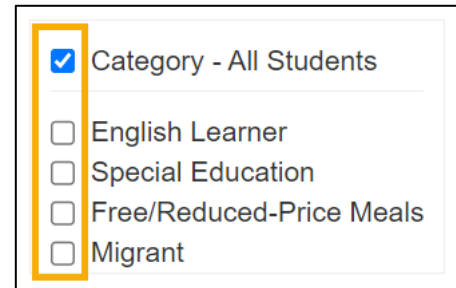 Category - All Students
English Learner
Special Education
Free/Reduced-Price Meals
Migrant